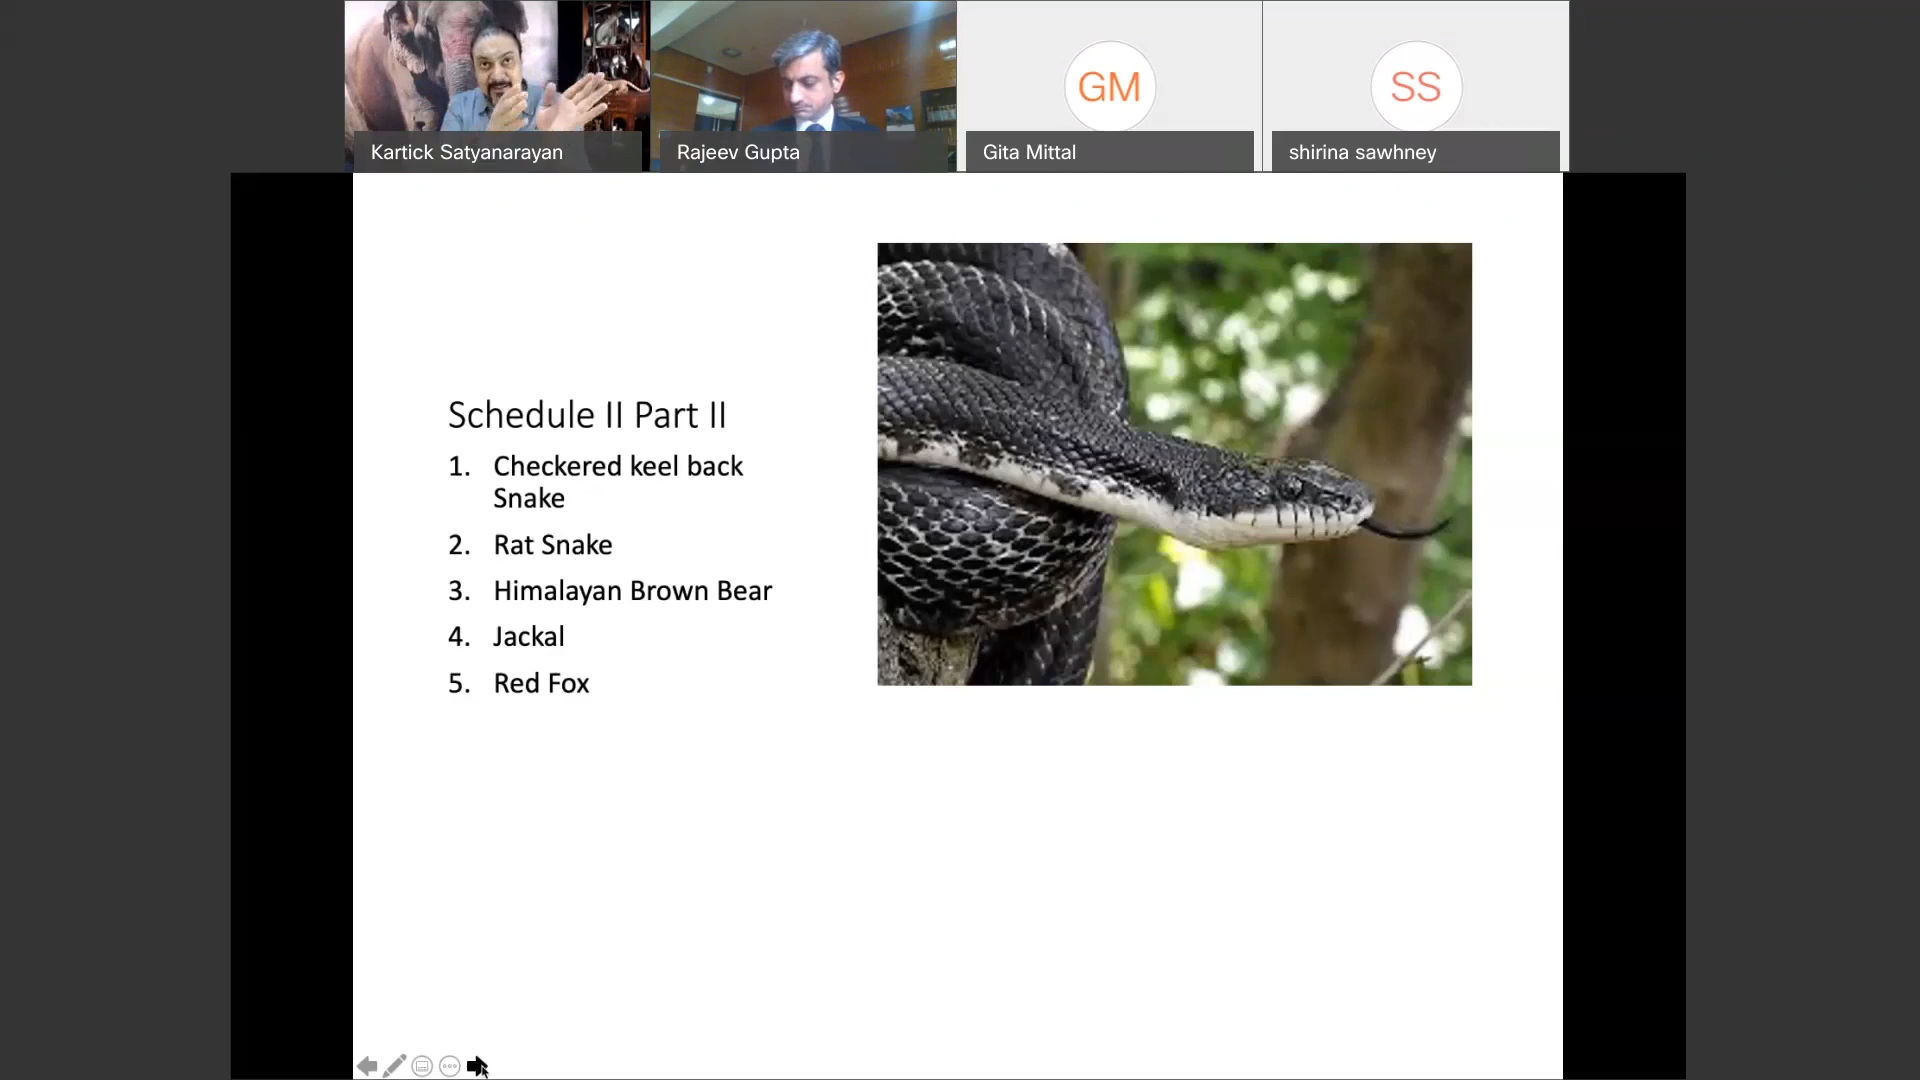 Kartick Satyanarayan
Rajeev Gupta
GM
Gita Mittal
SS
shirina sawhney
Schedule II Part II
1. Checkered keel back
Snake
2. Rat Snake
3. Himalayan Brown Bear
4. Jackal
5. Red Fox